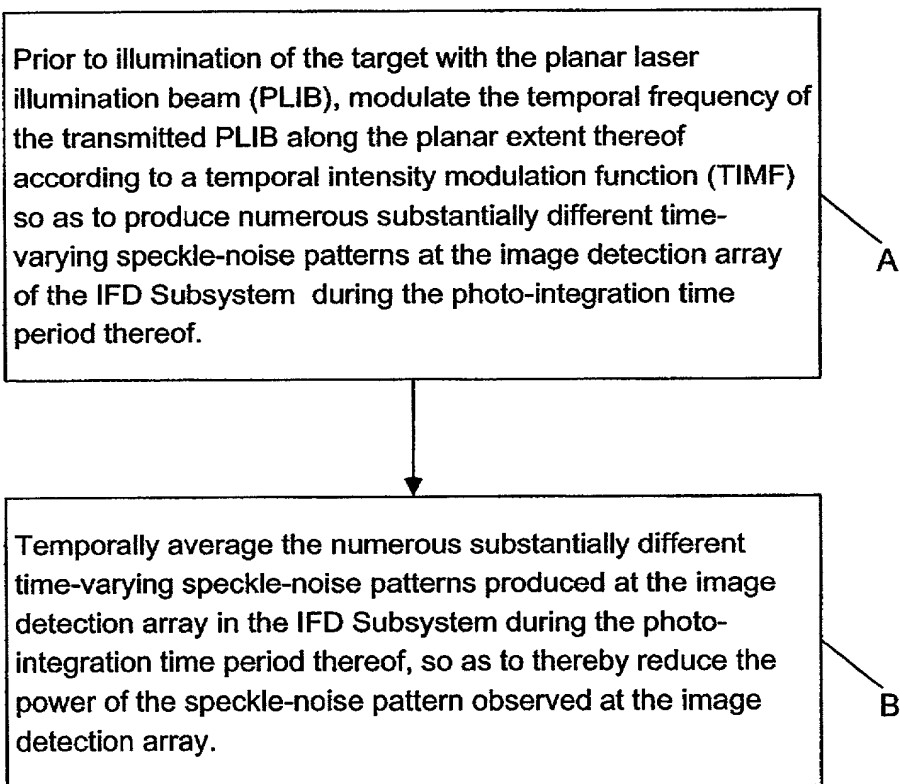 Prior to illumination of the target with the planar laser
illumination beam (PLIB), modulate the temporal frequency of
the transmitted PLIB along the planar extent thereof
according to a temporal intensity modulation function (TIMF)
so as to produce numerous substantially different time-
varying speckle-noise patterns at the image detection array
of the IFD Subsystem during the photo-integration time
period thereof.
A
Temporally average the numerous substantially different
time-varying speckle-noise patterns produced at the image
detection array in the IFD Subsystem during the photo-
integration time period thereof, so as to thereby reduce the
power of the speckle-noise pattern observed at the image
detection array.
B